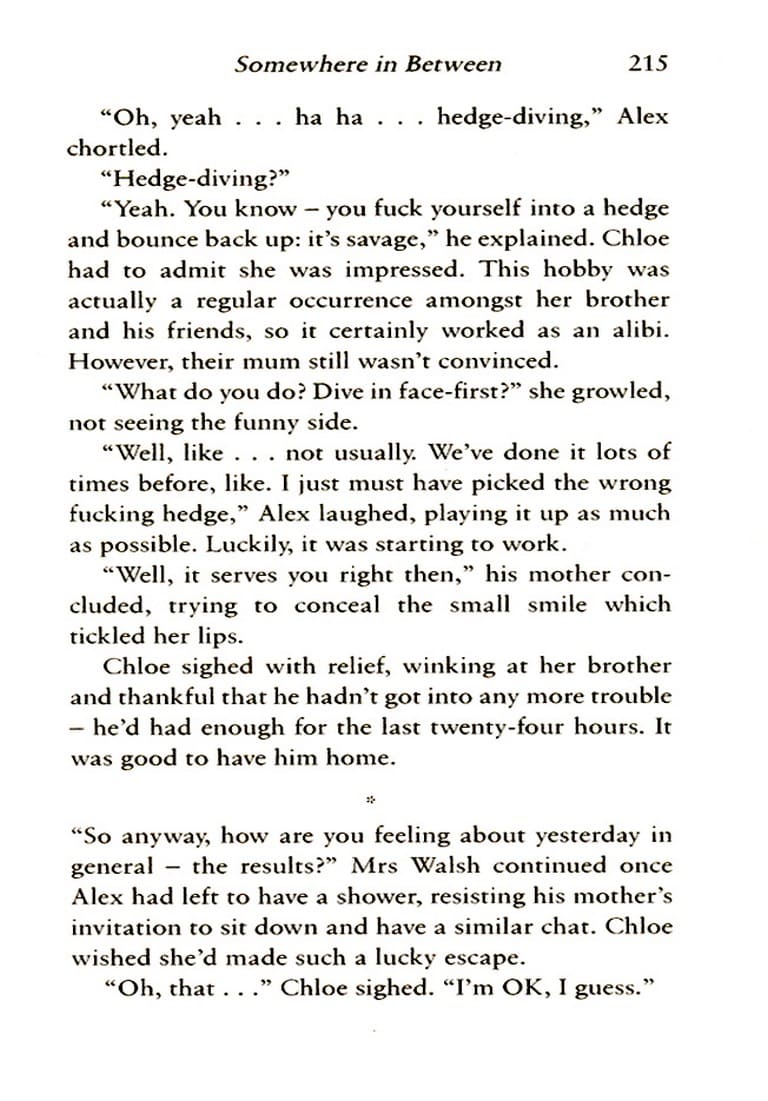 Somewhere in Between 215
“Oh, yeah . . . ha ha . . . hedge-diving,” Alex
chortled.
“Hedge-diving?”
“Yeah. You know – you fuck yourself into a hedge
and bounce back up: it’s savage,” he explained. Chloe
had to admit she was impressed. This hobby was
actually a regular occurrence amongst her brother
and his friends, so it certainly worked as an alibi.
However, their mum still wasn’t convinced.
“What do you do? Dive in face-first?” she growled,
not seeing the funny side.
“Well, like . . . not usually. We’ve done it lots of
times before, like. I just must have picked the wrong
fucking hedge,” Alex laughed, playing it up as much
as possible. Luckily, it was starting to work.
“Well, it serves you right then,” his mother con-
cluded, trying to conceal the small smile which
tickled her lips.
Chloe sighed with relief, winking at her brother
and thankful that he hadn’t got into any more trouble
– he’d had enough for the last twenty-four hours. It
was good to have him home.
*
“So anyway, how are you feeling about yesterday in
general – the results?” Mrs Walsh continued once
Alex had left to have a shower, resisting his mother’s
invitation to sit down and have a similar chat. Chloe
wished she’d made such a lucky escape.
“Oh, that . . .” Chloe sighed. “I’m OK, I guess.”